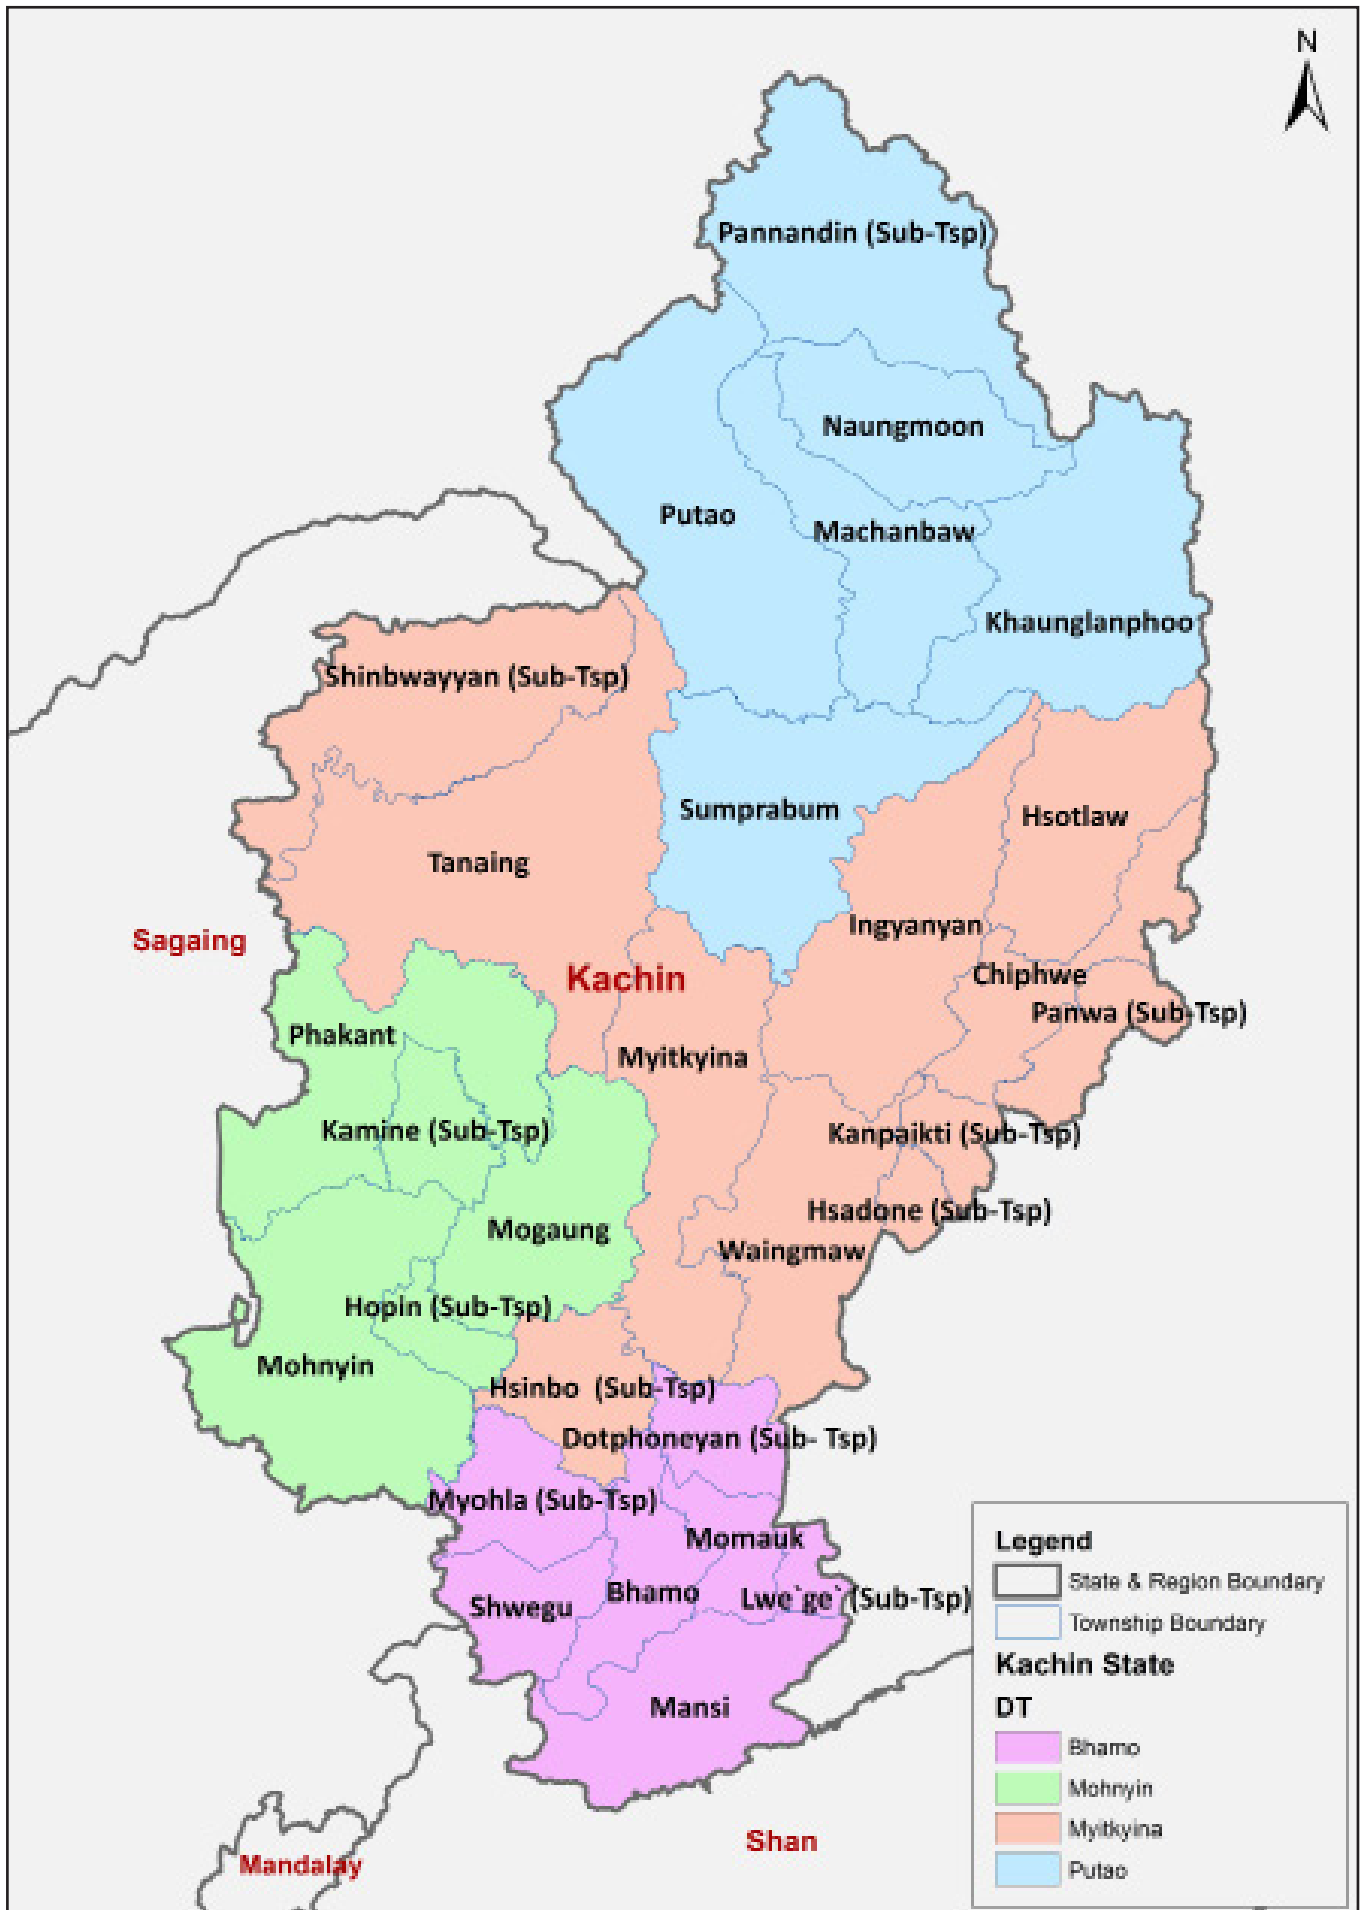 N
Pannandin (Sub-Tsp)
Naungmoon
Putao
Machanbaw
Khaunglanphoo
Shinbwayyan (Sub-Tsp)
Sumprabum
Hsotlaw
Tanaing
Ingyanyan
Sagaing
Kachin
Chiphwe
Panwa (Sub-Tsp)
Phakant
Myitkyina
Kamine (Sub-Tsp)
Kanpaikti (Sub-Tsp)
Hsadone (Sub-Tsp)
Mogaung
Waingmaw
Hopin (Sub-Tsp)
Mohnyin
Hsinbo (Sub-Tsp)
Dotphoneyan (Sub- Tsp)
Myohla (Sub-Tsp)
Momauk
Bhamo
Lwe`ge` (Sub-Tsp)
Shwegu
Mansi
Shan
Mandalay
Legend
State & Region Boundary
Township Boundary
Kachin State
DT
Bhamo
Mohnyin
Myitkyina
Putao